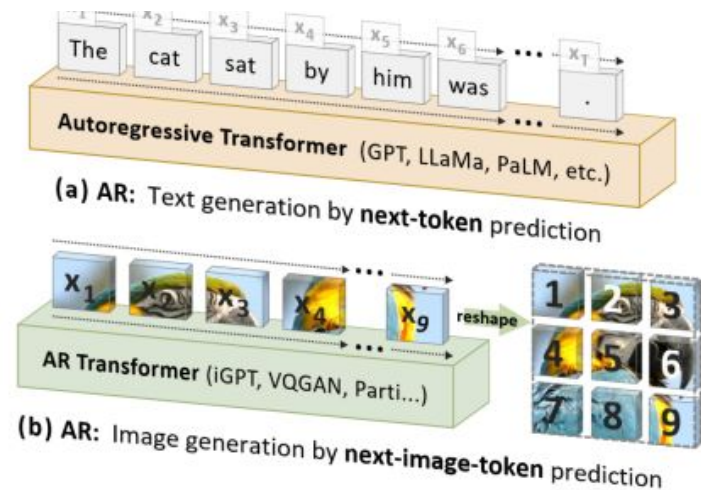 x1 x2 x3 x4 x5 x6 ••• xT
The cat sat by him was .
•••
Autoregressive Transformer (GPT, LLaMa, PaLM, etc.)
(a) AR: Text generation by next-token prediction
•••
x1 x2 x3 x4 x9
reshape
1 2 3
4 5 6
7 8 9
•••
AR Transformer (iGPT, VQGAN, Parti...)
(b) AR: Image generation by next-image-token prediction